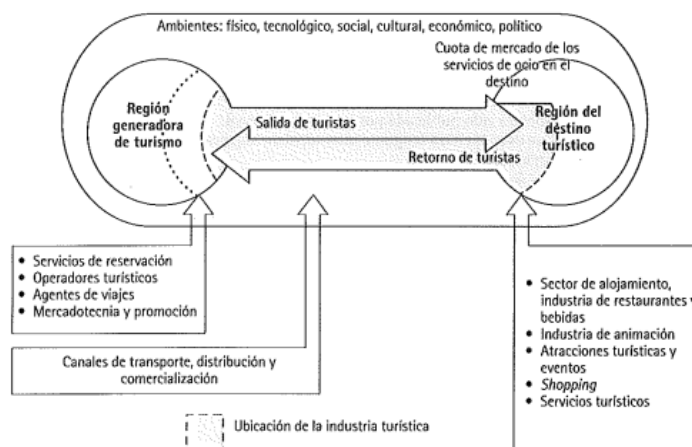 Ambientes: físico, tecnológico, social, cultural, económico, político
Cuota de mercado de los
servicios de ocio en el
destino
Región
generadora
de turismo
Salida de turistas
Retorno de turistas
Región del
destino
turístico
• Servicios de reservación
• Operadores turísticos
• Agentes de viajes
• Mercadotecnia y promoción
Canales de transporte, distribución y
comercialización
• Sector de alojamiento,
industria de restaurantes y
bebidas
• Industria de animación
• Atracciones turísticas y
eventos
• Shopping
• Servicios turísticos
Ubicación de la industria turística